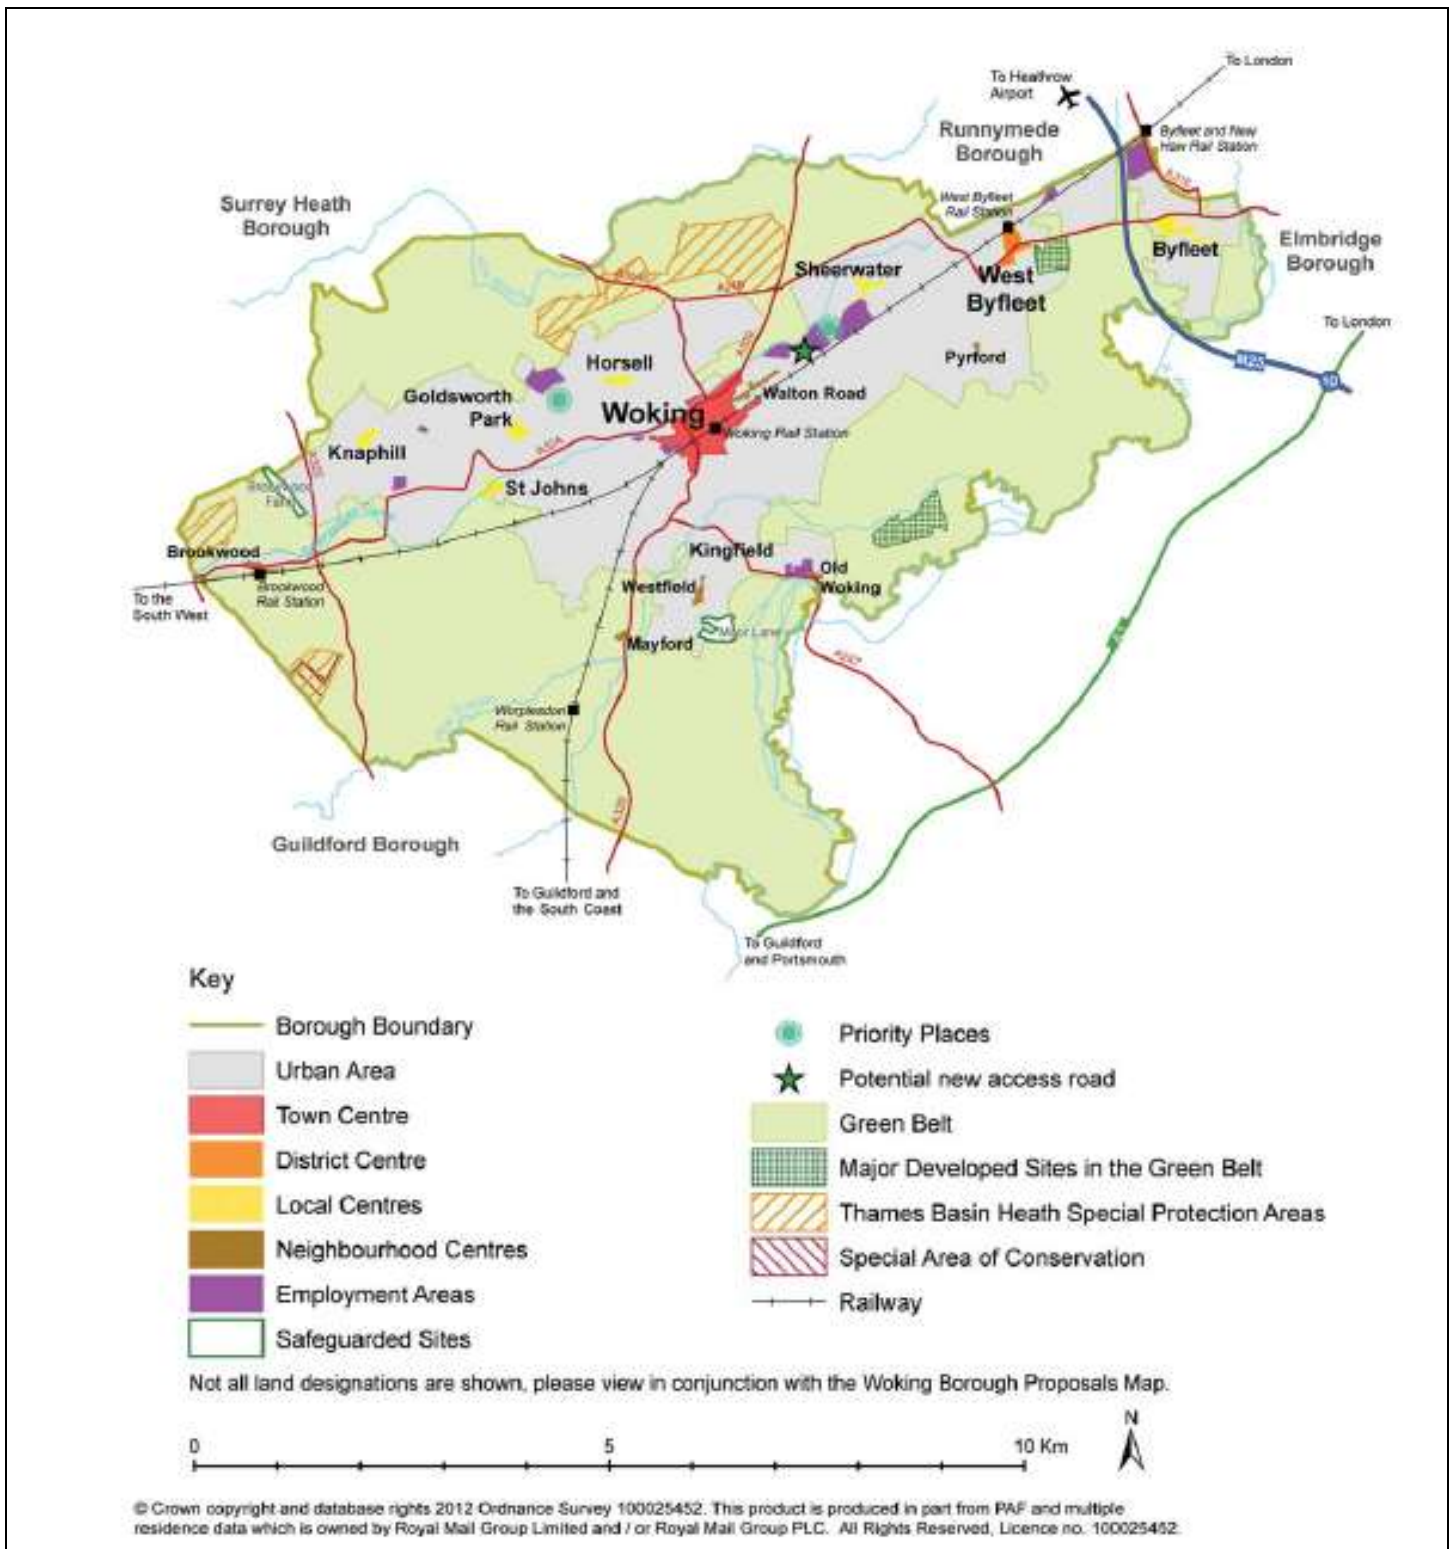 To London
To Heathrow
Airport
Runnymede
Borough
Byfleet and New
Haw Rail Station
Surrey Heath
Borough
West Byfleet
Rail Station
Elmbridge
Borough
Byfleet
Sheerwater
West
Byfleet
To London
A245
M25
10
Pyrford
Horsell
Goldsworth
Park
Walton Road
Woking
Woking Rail Station
Knaphill
A324
St Johns
Brookwood
Brookwood
Rail Station
Kingfield
Old
Woking
Westfield
To the
South West
Mayford
Moor Lane
A247
Worplesdon
Rail Station
A320
Guildford Borough
To Guildford and
the South Coast
To Guildford
and Portsmouth
Key
Borough Boundary
Urban Area
Town Centre
District Centre
Local Centres
Neighbourhood Centres
Employment Areas
Safeguarded Sites
Priority Places
Potential new access road
Green Belt
Major Developed Sites in the Green Belt
Thames Basin Heath Special Protection Areas
Special Area of Conservation
Railway
Not all land designations are shown, please view in conjunction with the Woking Borough Proposals Map.
0 5 10 Km
N
© Crown copyright and database rights 2012 Ordnance Survey 100025452. This product is produced in part from PAF and multiple
residence data which is owned by Royal Mail Group Limited and / or Royal Mail Group PLC. All Rights Reserved, Licence no. 100025452.